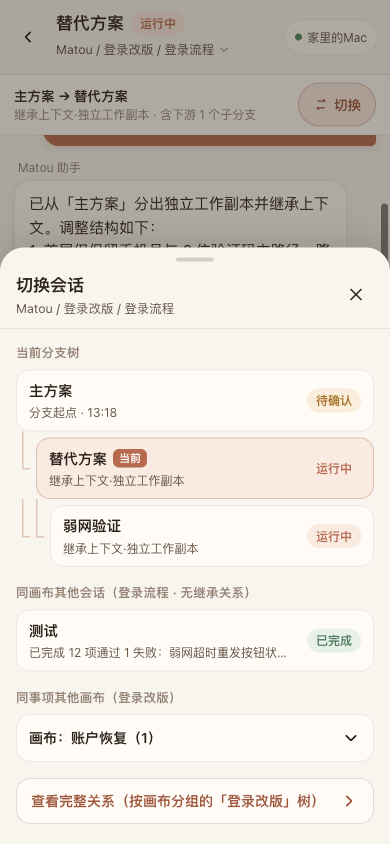 替代方案 运行中
Matou / 登录改版 / 登录流程
家里的Mac
主方案 → 替代方案
继承上下文·独立工作副本 · 含下游 1 个子分支
切换
Matou 助手
已从「主方案」分出独立工作副本并继承上下
文。调整结构如下：
切换会话
Matou / 登录改版 / 登录流程
当前分支树
主方案
分支起点 · 13:18
待确认
替代方案 当前
继承上下文·独立工作副本
运行中
弱网验证
继承上下文·独立工作副本
运行中
同画布其他会话（登录流程 · 无继承关系）
测试
已完成 12 项通过 1 失败：弱网超时重发按钮状...
已完成
同事项其他画布（登录改版）
画布：账户恢复（1）
查看完整关系（按画布分组的「登录改版」树）